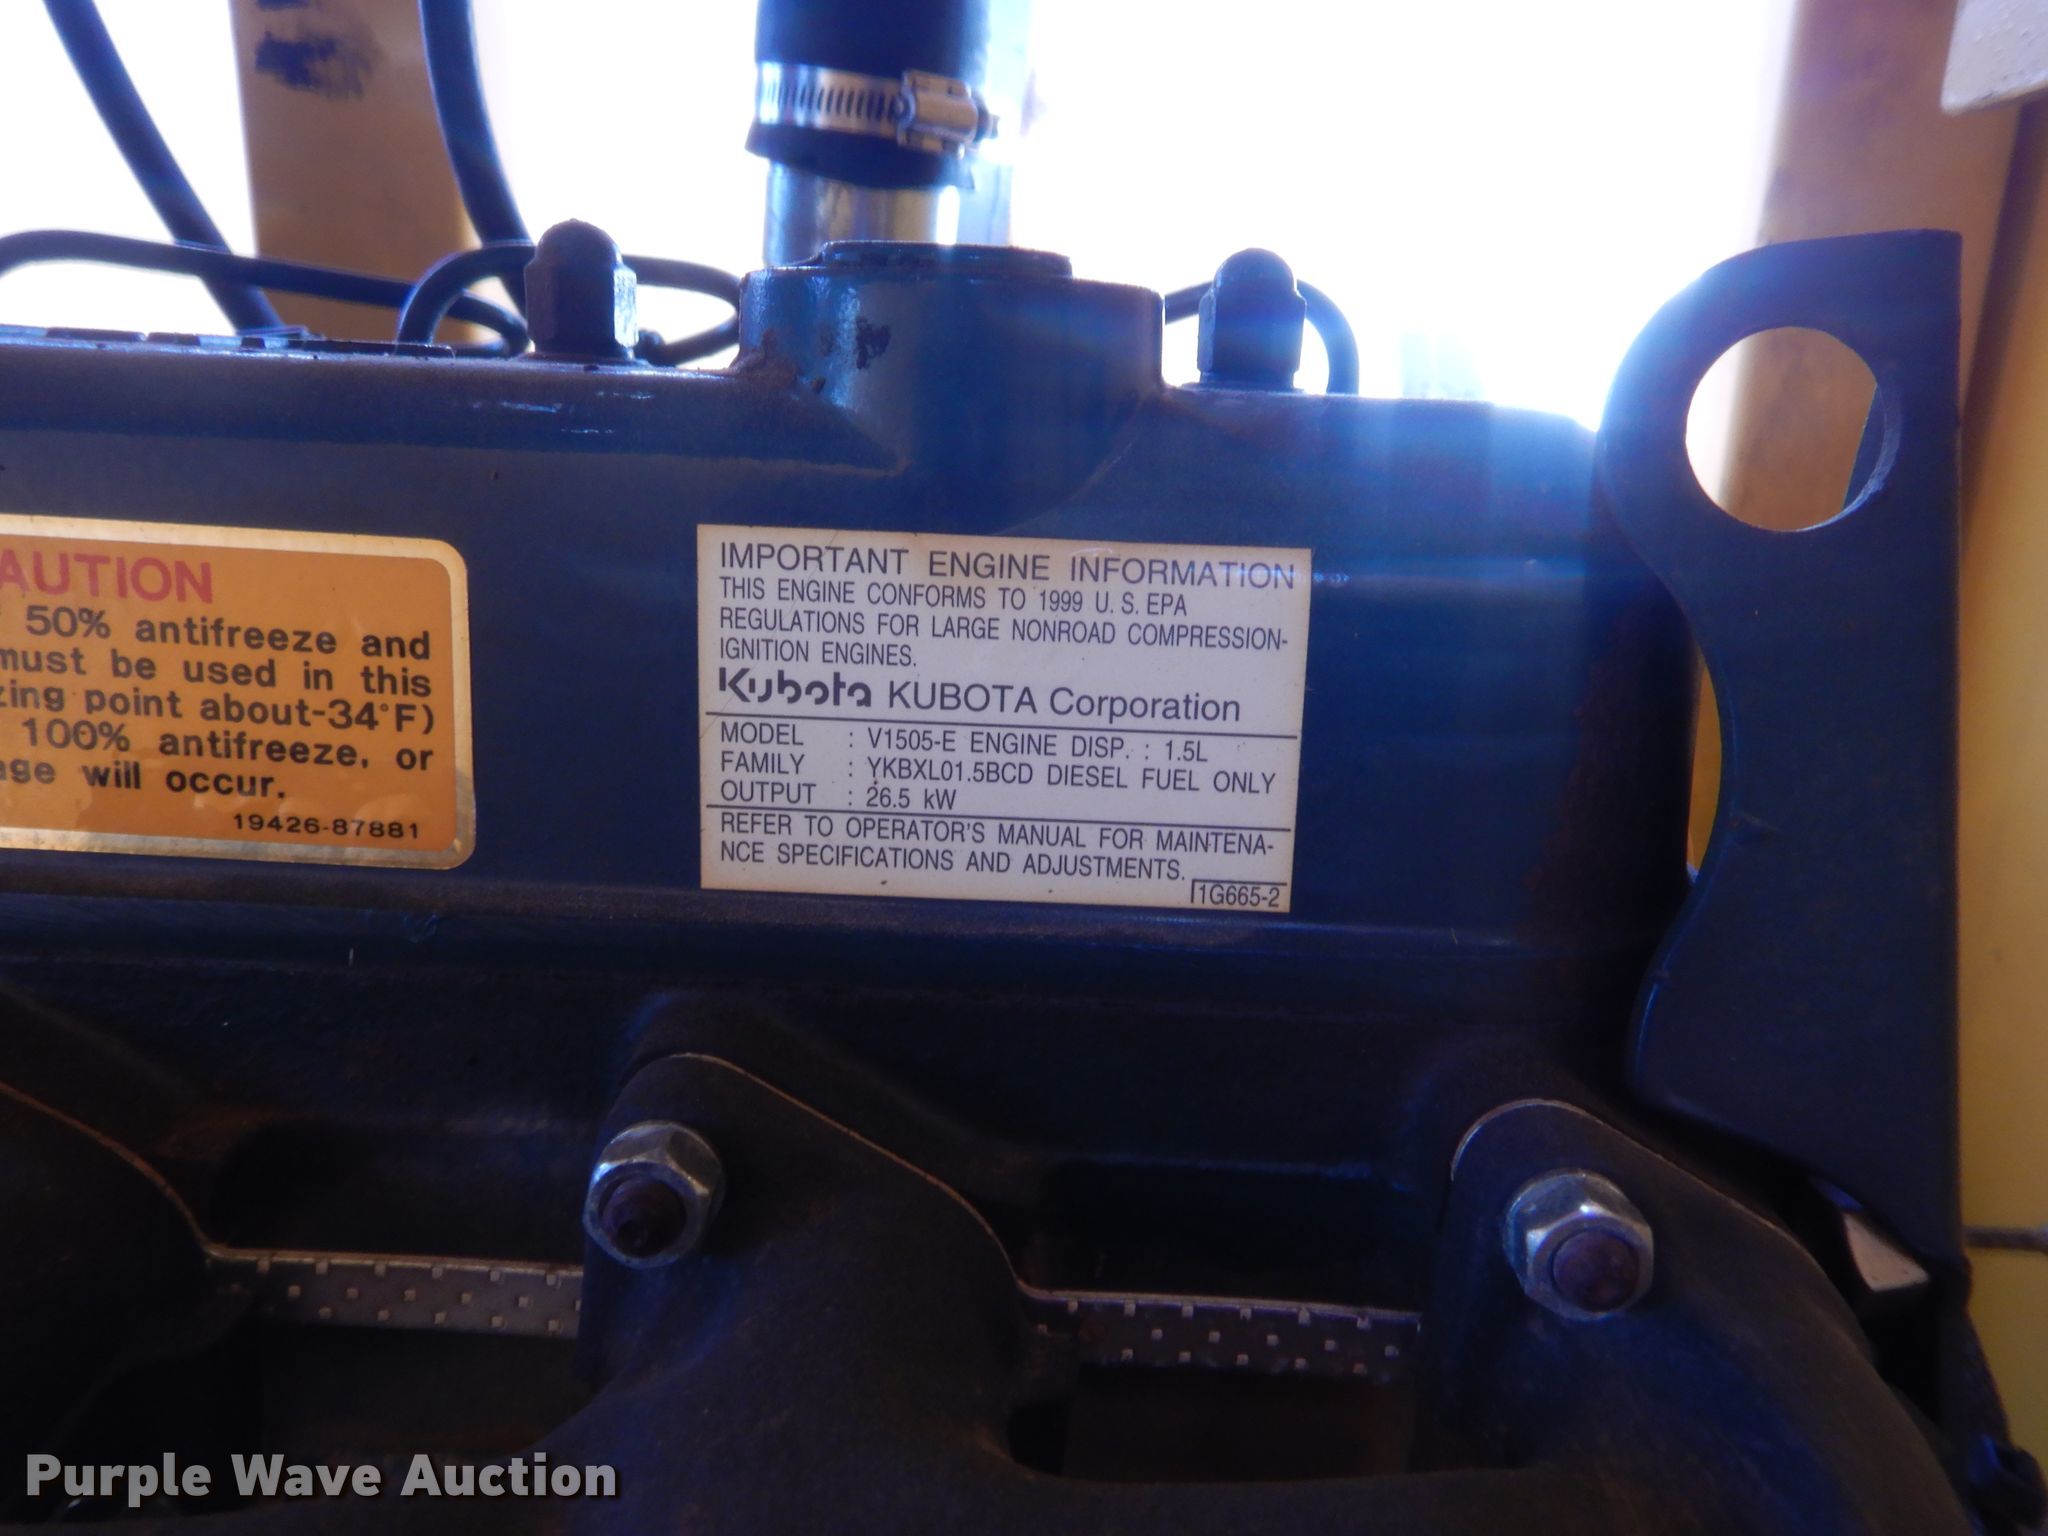 AUTION
50% antifreeze and
must be used in this
zing point about-34°F)
100% antifreeze, or
age will occur.
19426-87881
IMPORTANT ENGINE INFORMATION
THIS ENGINE CONFORMS TO 1999 U.S. EPA
REGULATIONS FOR LARGE NONROAD COMPRESSION-
IGNITION ENGINES.
Kubota KUBOTA Corporation
MODEL : V1505-E ENGINE DISP. : 1.5L
FAMILY : YKBXL01.5BCD DIESEL FUEL ONLY
OUTPUT : 26.5 kW
REFER TO OPERATOR'S MANUAL FOR MAINTENA-
NCE SPECIFICATIONS AND ADJUSTMENTS.
1G665-2
Purple Wave Auction